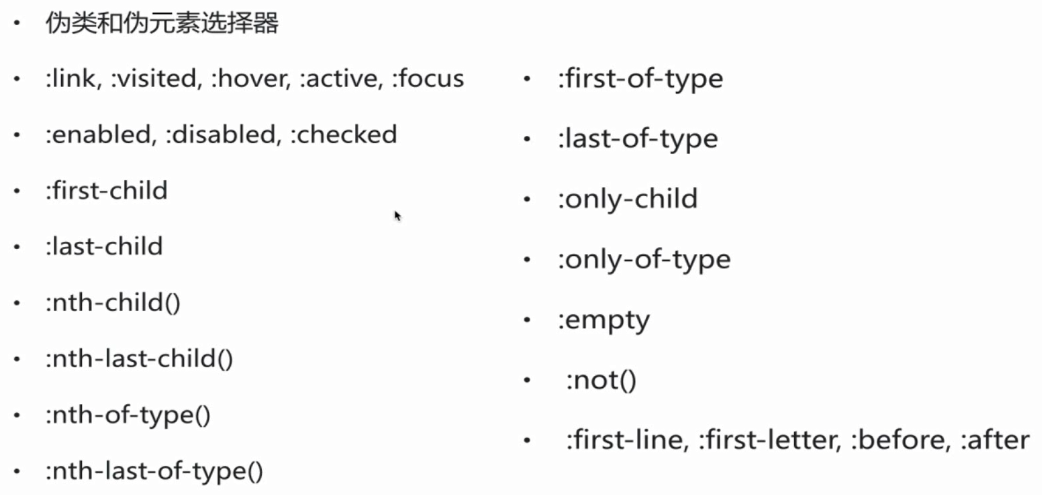 • 伪类和伪元素选择器
• :link, :visited, :hover, :active, :focus
• :enabled, :disabled, :checked
• :first-child
• :last-child
• :nth-child()
• :nth-last-child()
• :nth-of-type()
• :nth-last-of-type()
• :first-of-type
• :last-of-type
• :only-child
• :only-of-type
• :empty
• :not()
• :first-line, :first-letter, :before, :after